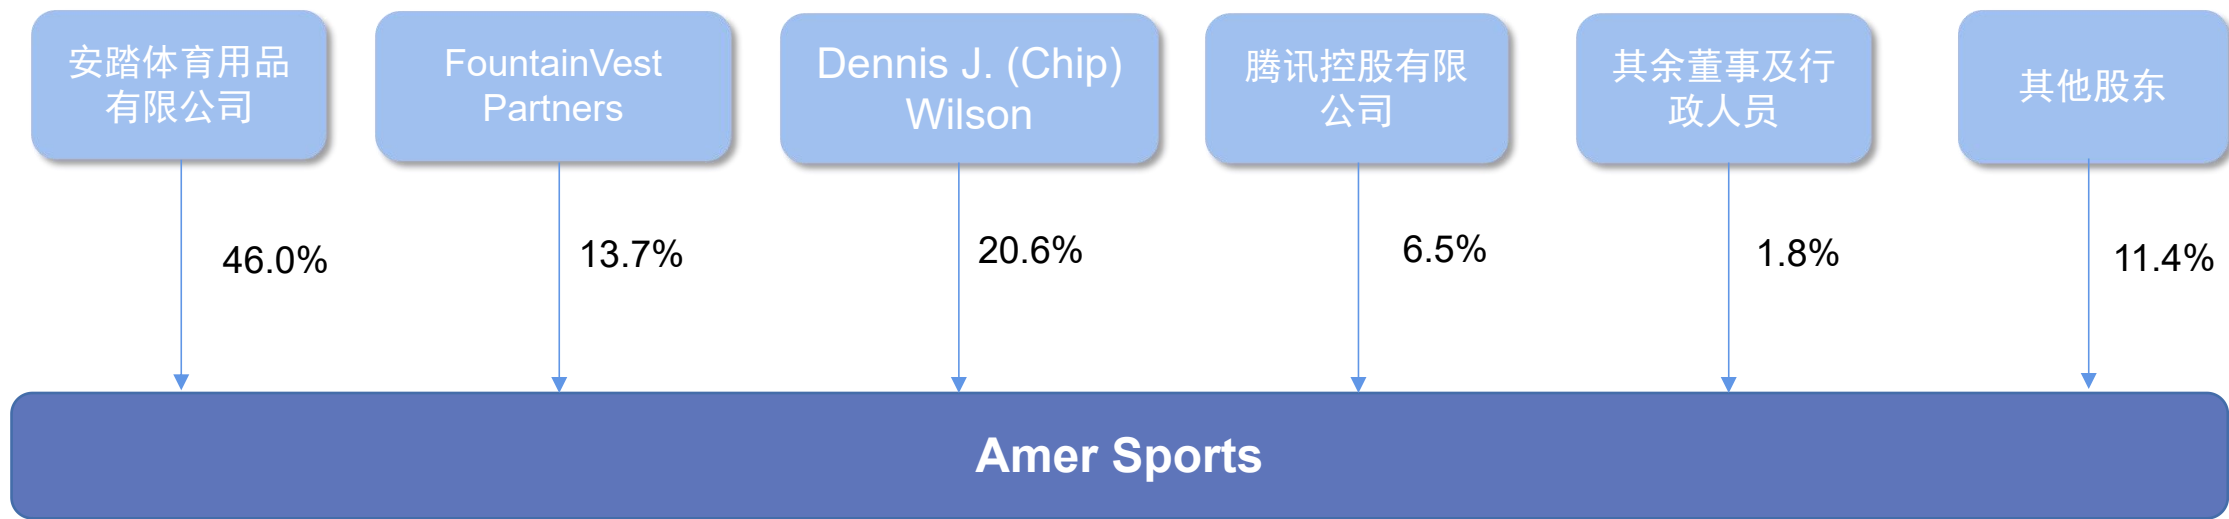 安踏体育用品
有限公司
FountainVest
Partners
Dennis J. (Chip)
Wilson
腾讯控股有限
公司
其余董事及行
政人员
其他股东
46.0%
13.7%
20.6%
6.5%
1.8%
11.4%
Amer Sports